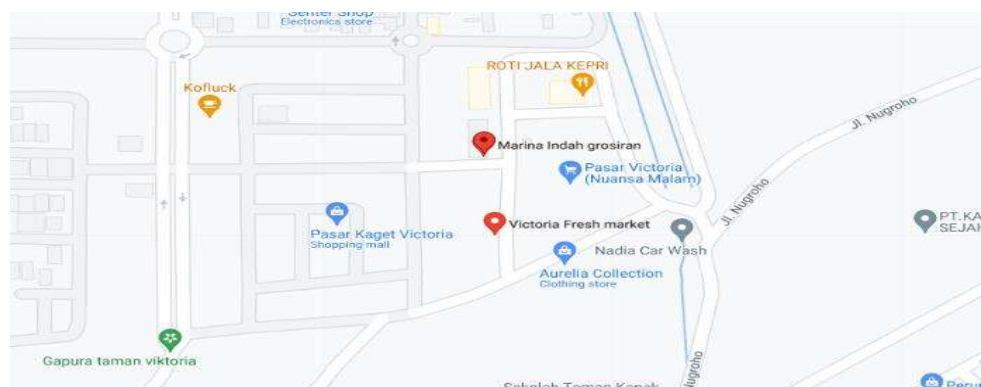 Center Shop
Electronics store
ROTI JALA KEPRI
Kofluck
Jl. Nugroho
Marina Indah grosiran
Pasar Victoria
(Nuansa Malam)
Jl. Nugroho
Pasar Kaget Victoria
Shopping mall
Victoria Fresh market
PT.KA
SEJAH
Nadia Car Wash
Aurelia Collection
Clothing store
Gapura taman viktoria
Nugroho
Sekolah Taman Kanak
Peru